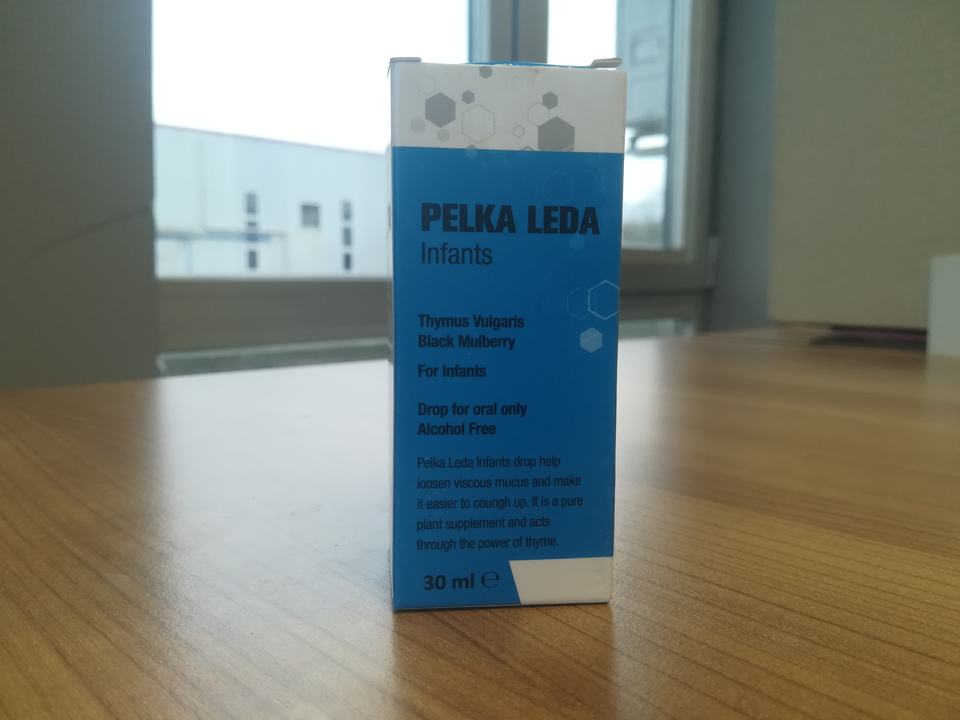 PELKA LEDA
Infants
Thymus Vulgaris
Black Mulberry
For Infants
Drop for oral only
Alcohol Free
Pelka Leda Infants drop help
loosen viscous mucus and make
it easier to coungh up. It is a pure
plant supplement and acts
through the power of thyme.
30 ml ℮